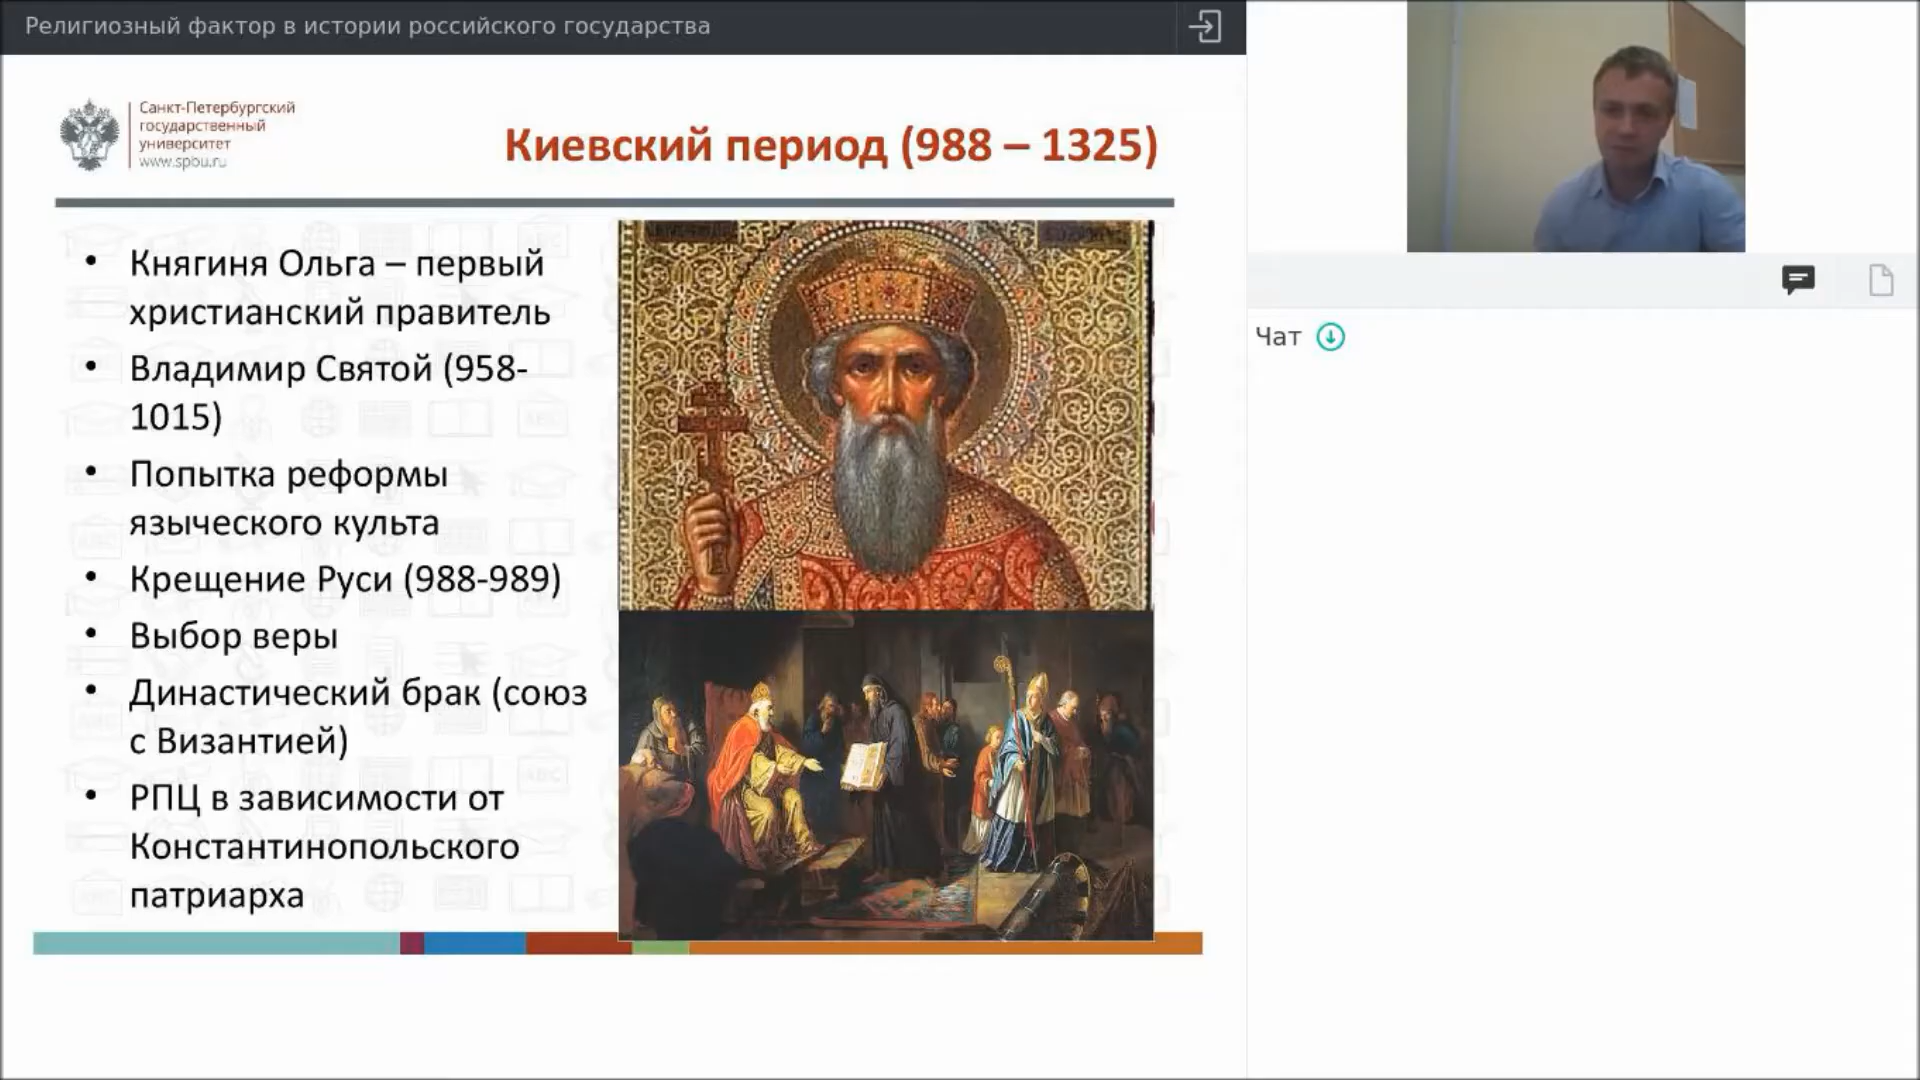 Религиозный фактор в истории российского государства
Санкт-Петербургский
государственный
университет
www.spbu.ru
Киевский период (988 – 1325)
• Княгиня Ольга – первый
христианский правитель
• Владимир Святой (958-
1015)
• Попытка реформы
языческого культа
• Крещение Руси (988-989)
• Выбор веры
• Династический брак (союз
с Византией)
• РПЦ в зависимости от
Константинопольского
патриарха
Чат